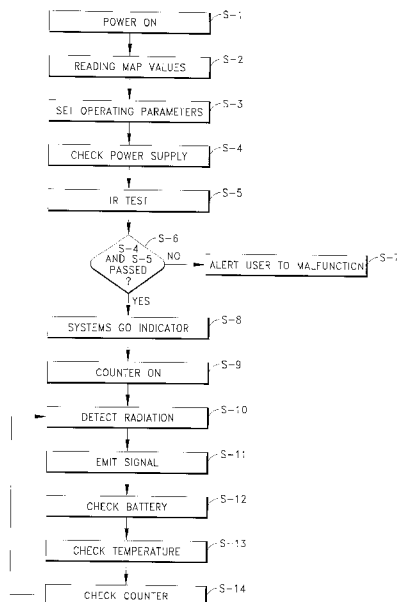 POWER ON
S-1
READING MAP VALUES
S-2
SET OPERATING PARAMETERS
S-3
CHECK POWER SUPPLY
S-4
IR TEST
S-5
S-6
S-4
AND S-5
PASSED
?
NO
ALERT USER TO MALFUNCTION
S-7
YES
SYSTEMS GO INDICATOR
S-8
COUNTER ON
S-9
DETECT RADIATION
S-10
EMIT SIGNAL
S-11
CHECK BATTERY
S-12
CHECK TEMPERATURE
S-13
CHECK COUNTER
S-14